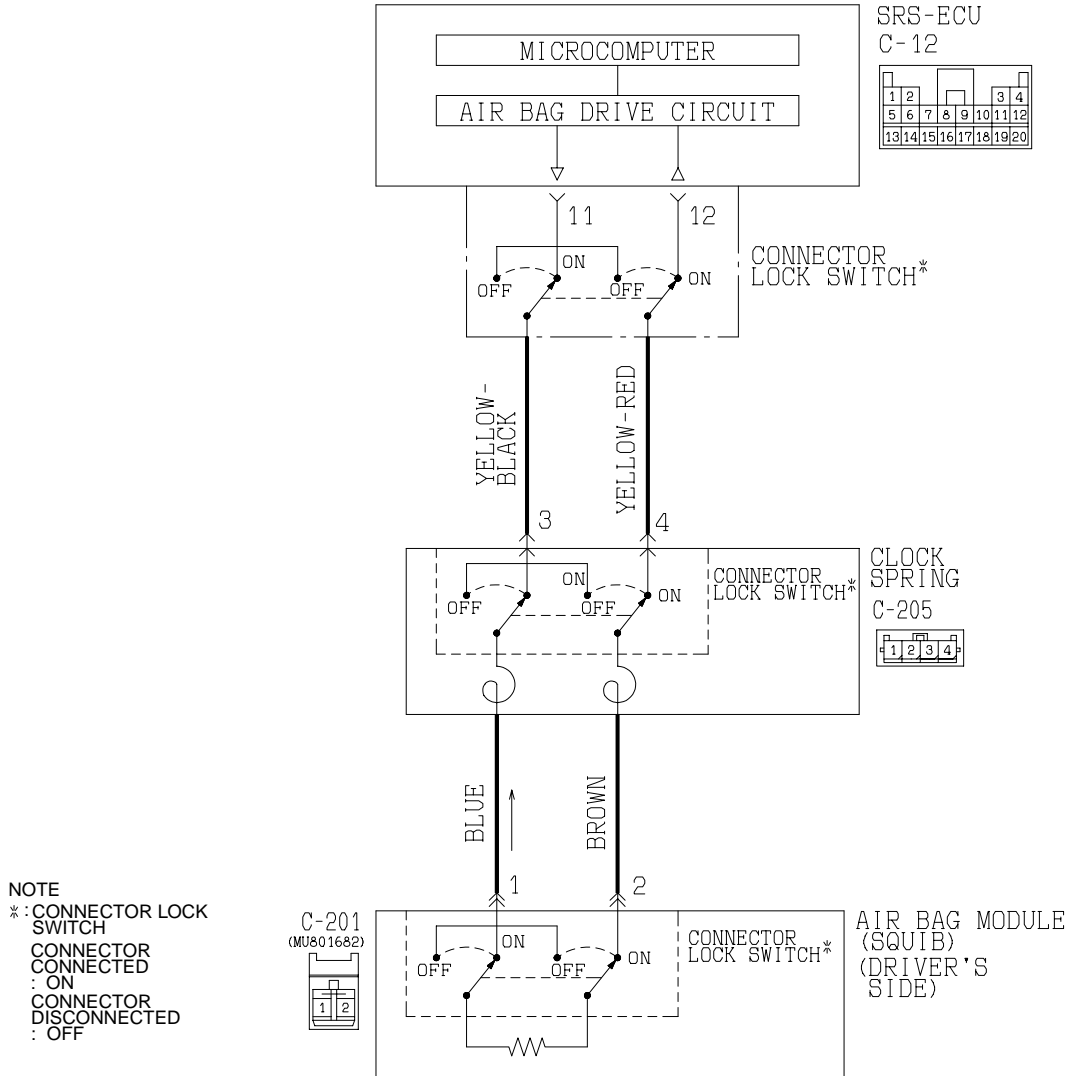 SRS-ECU
C-12
MICROCOMPUTER
AIR BAG DRIVE CIRCUIT
1 2 3 4
5 6 7 8 9 10 11 12
13 14 15 16 17 18 19 20
11 12
CONNECTOR
LOCK SWITCH*
OFF ON OFF ON
YELLOW-
BLACK
YELLOW-RED
3 4
CLOCK
SPRING
C-205
1 2 3 4
CONNECTOR
LOCK SWITCH*
OFF ON OFF ON
BLUE
BROWN
1 2
C-201
(MU801682)
1 2
AIR BAG MODULE
(SQUIB)
(DRIVER'S
SIDE)
CONNECTOR
LOCK SWITCH*
OFF ON OFF ON
NOTE
* : CONNECTOR LOCK
SWITCH
CONNECTOR
CONNECTED
: ON
CONNECTOR
DISCONNECTED
: OFF